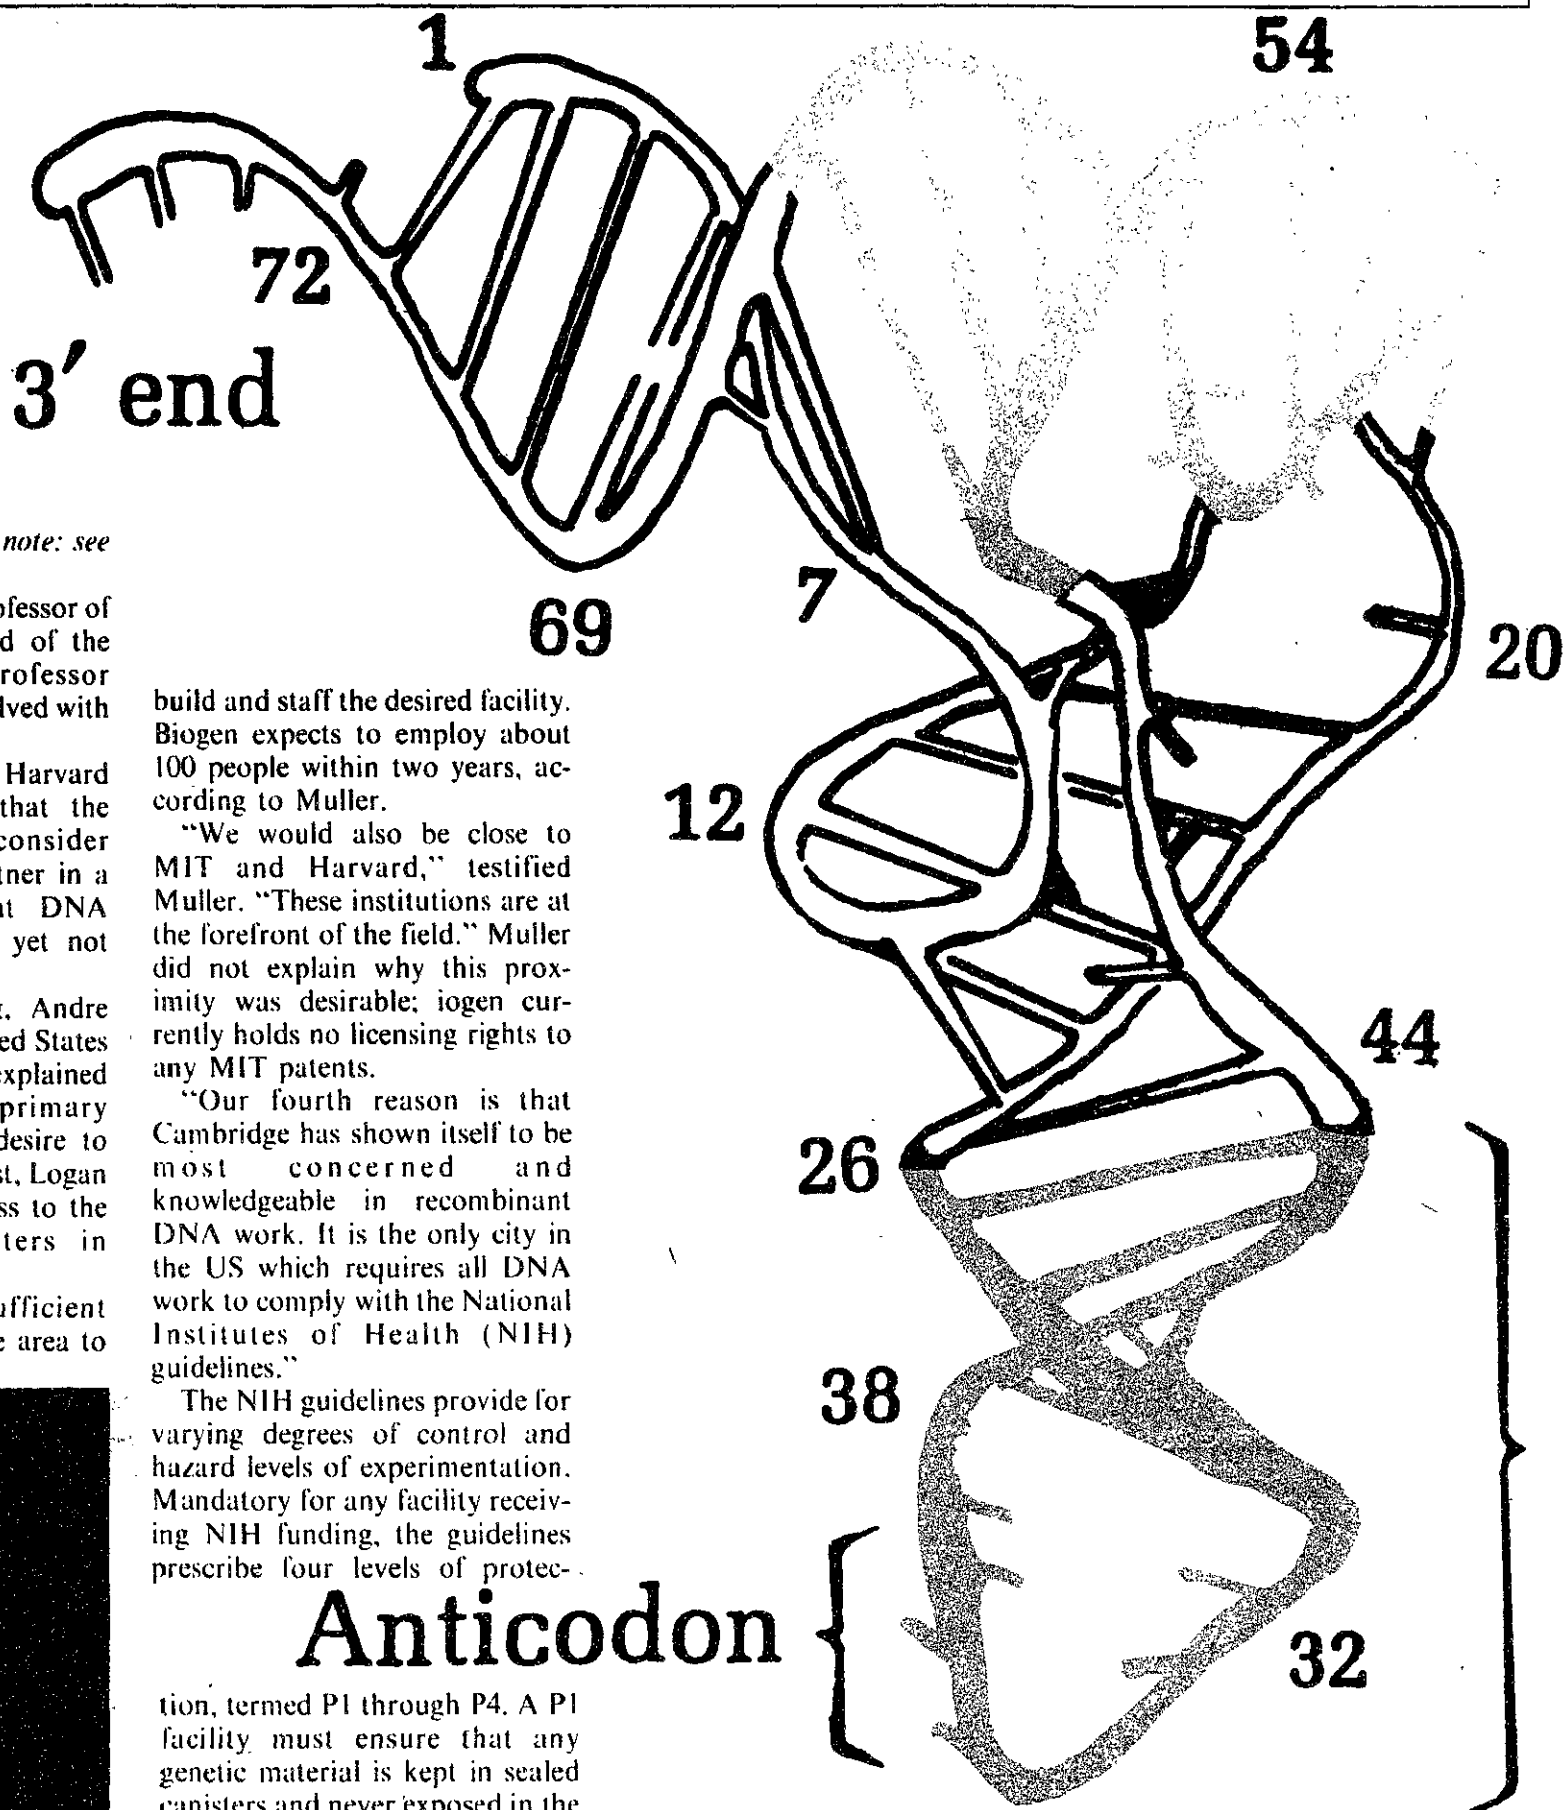 1
54
72
3′ end
69
7
20
12
44
26
38
Anticodon
32
note: see
ofessor of
d of the
rofessor
lved with
Harvard
that the
consider
tner in a
nt DNA
yet not
Andre
ed States
explained
primary
desire to
st, Logan
ss to the
ters in
ufficient
e area to
build and staff the desired facility.
Biogen expects to employ about
100 people within two years, ac-
cording to Muller.
“We would also be close to
MIT and Harvard,” testified
Muller. “These institutions are at
the forefront of the field.” Muller
did not explain why this prox-
imity was desirable; iogen cur-
rently holds no licensing rights to
any MIT patents.
“Our fourth reason is that
Cambridge has shown itself to be
most concerned and
knowledgeable in recombinant
DNA work. It is the only city in
the US which requires all DNA
work to comply with the National
Institutes of Health (NIH)
guidelines.”
The NIH guidelines provide for
varying degrees of control and
hazard levels of experimentation.
Mandatory for any facility receiv-
ing NIH funding, the guidelines
prescribe four levels of protec-
tion, termed P1 through P4. A P1
facility must ensure that any
genetic material is kept in sealed
canisters and never exposed in the